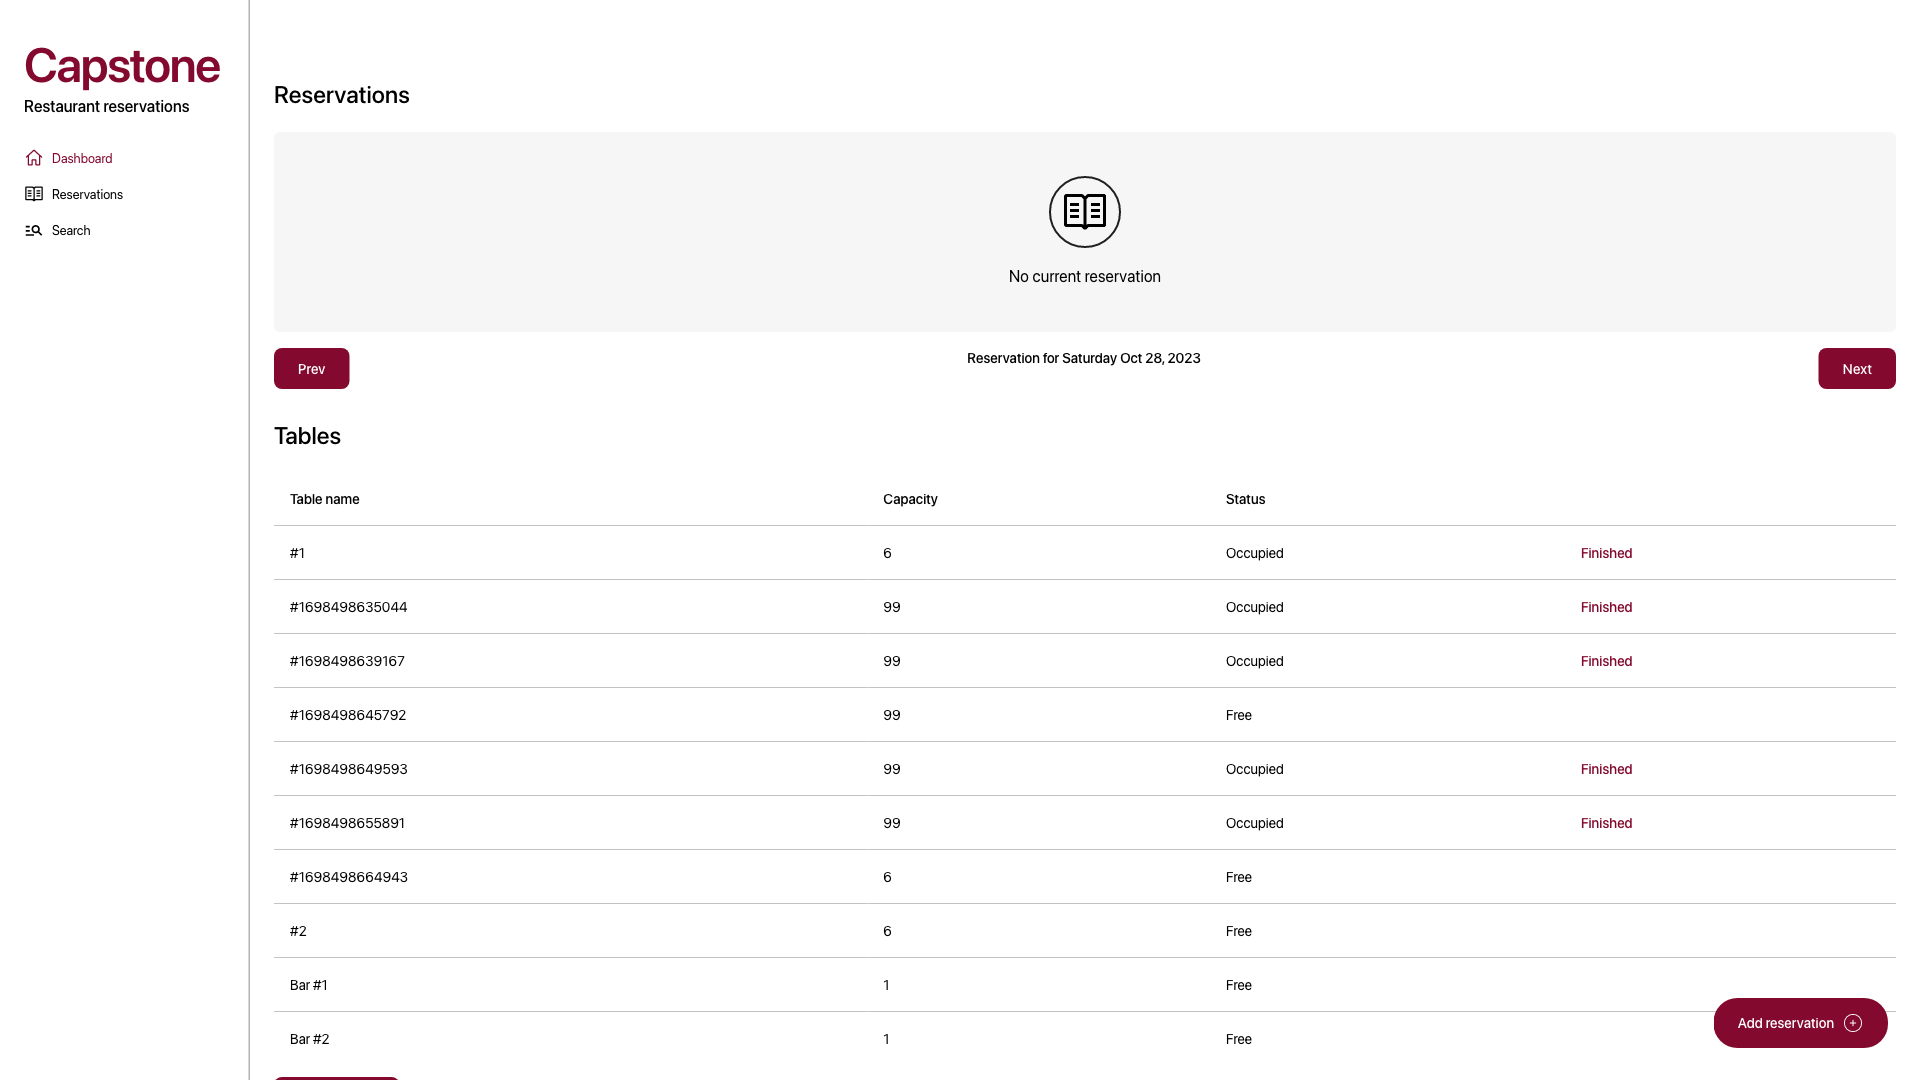 Capstone
Restaurant reservations
Dashboard
Reservations
Search
Reservations
No current reservation
Prev
Reservation for Saturday Oct 28, 2023
Next
Tables
Table name Capacity Status
#1 6 Occupied Finished
#1698498635044 99 Occupied Finished
#1698498639167 99 Occupied Finished
#1698498645792 99 Free
#1698498649593 99 Occupied Finished
#1698498655891 99 Occupied Finished
#1698498664943 6 Free
#2 6 Free
Bar #1 1 Free
Bar #2 1 Free
Add reservation